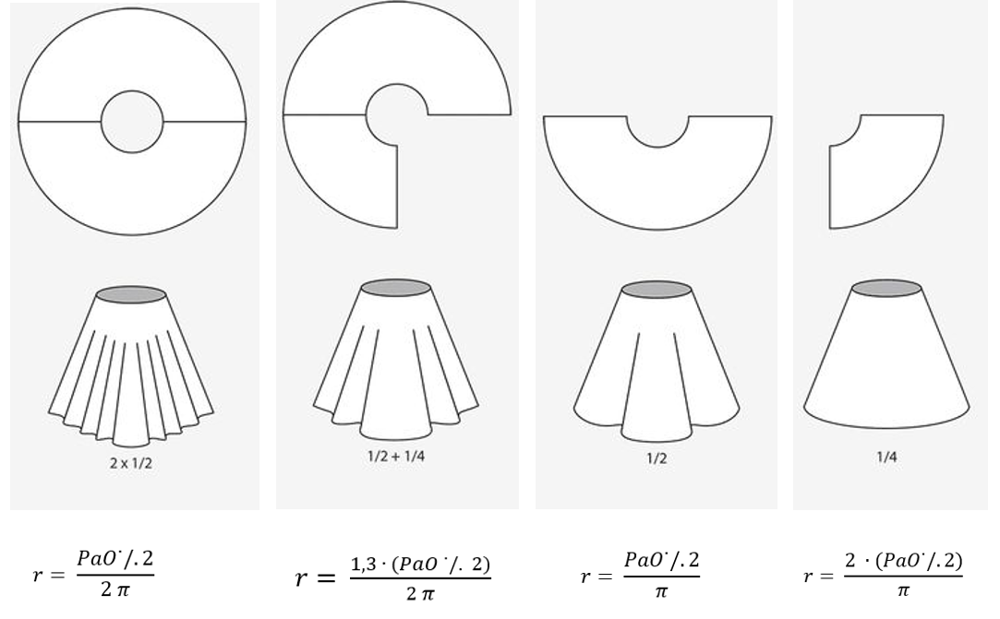 2 x 1/2
1/2 + 1/4
1/2
1/4
r = PaO˙/.2 / 2 π
r = 1,3 · (PaO ˙/. 2) / 2 π
r = PaO˙/.2 / π
r = 2 · (PaO˙/.2) / π